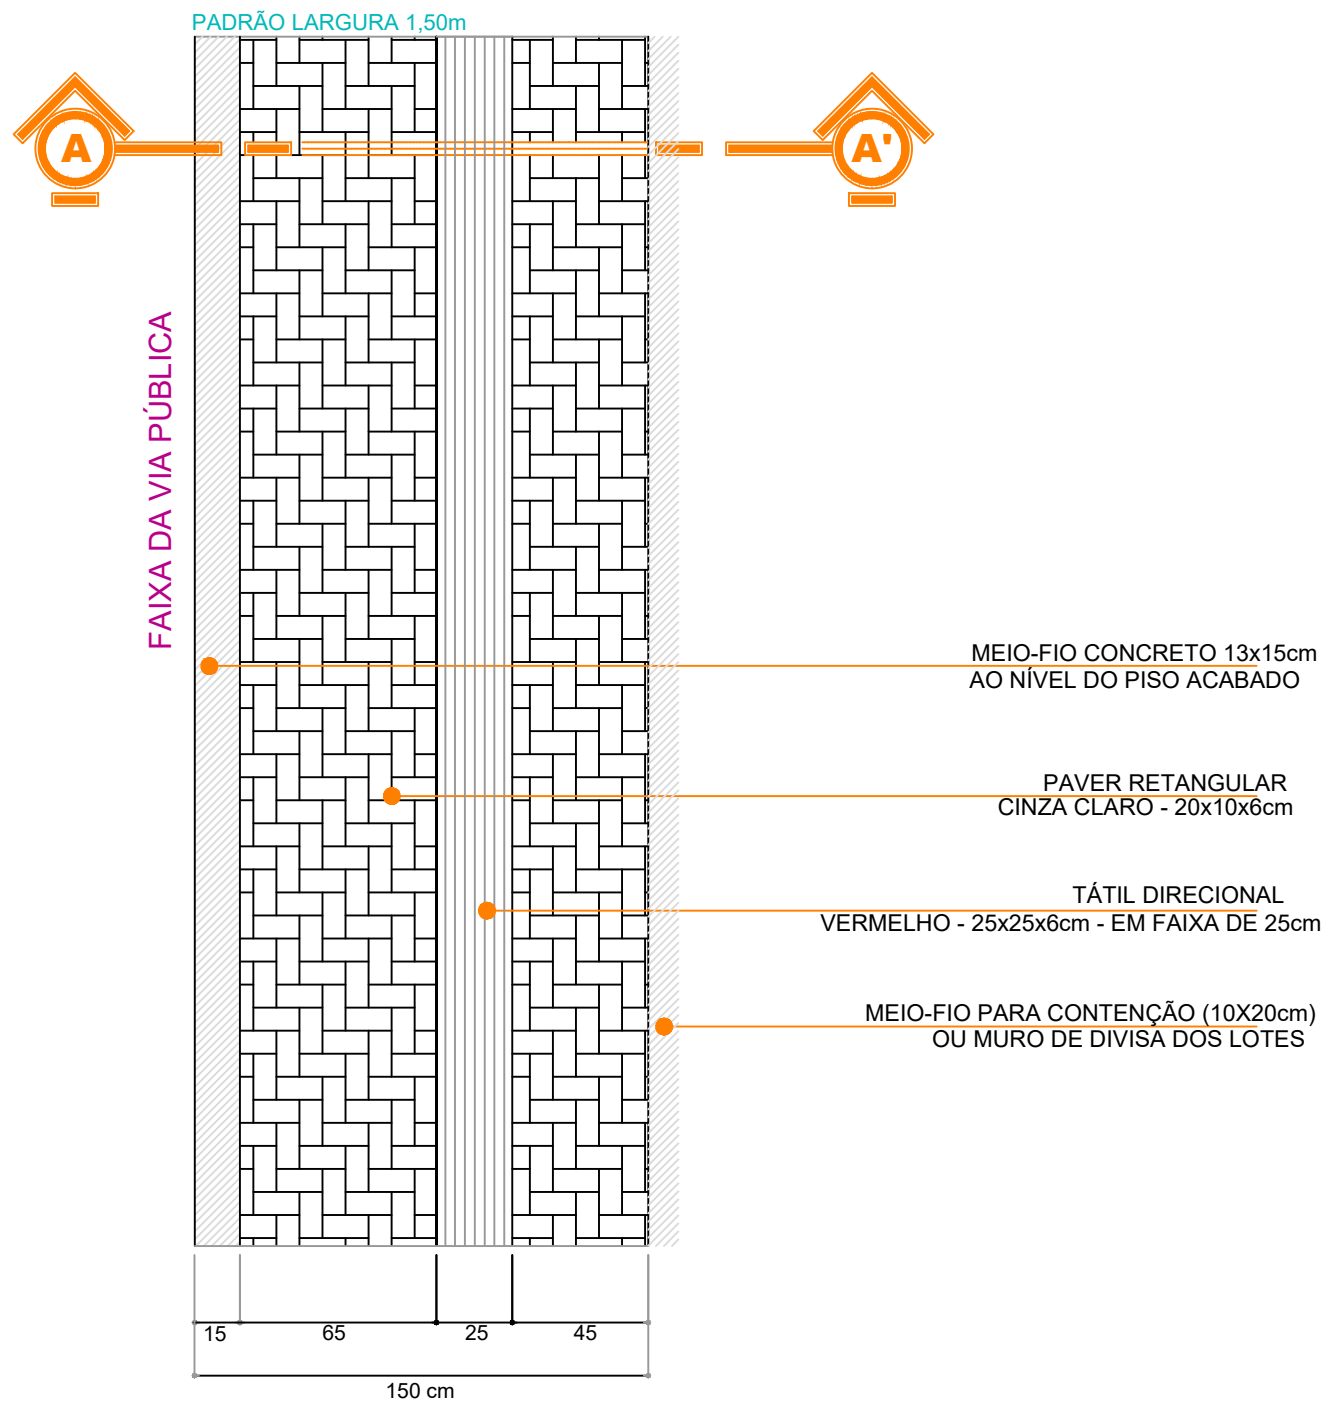 PADRÃO LARGURA 1,50m
A
A'
FAIXA DA VIA PÚBLICA
MEIO-FIO CONCRETO 13x15cm
AO NÍVEL DO PISO ACABADO
PAVER RETANGULAR
CINZA CLARO - 20x10x6cm
TÁTIL DIRECIONAL
VERMELHO - 25x25x6cm - EM FAIXA DE 25cm
MEIO-FIO PARA CONTENÇÃO (10X20cm)
OU MURO DE DIVISA DOS LOTES
15
65
25
45
150 cm